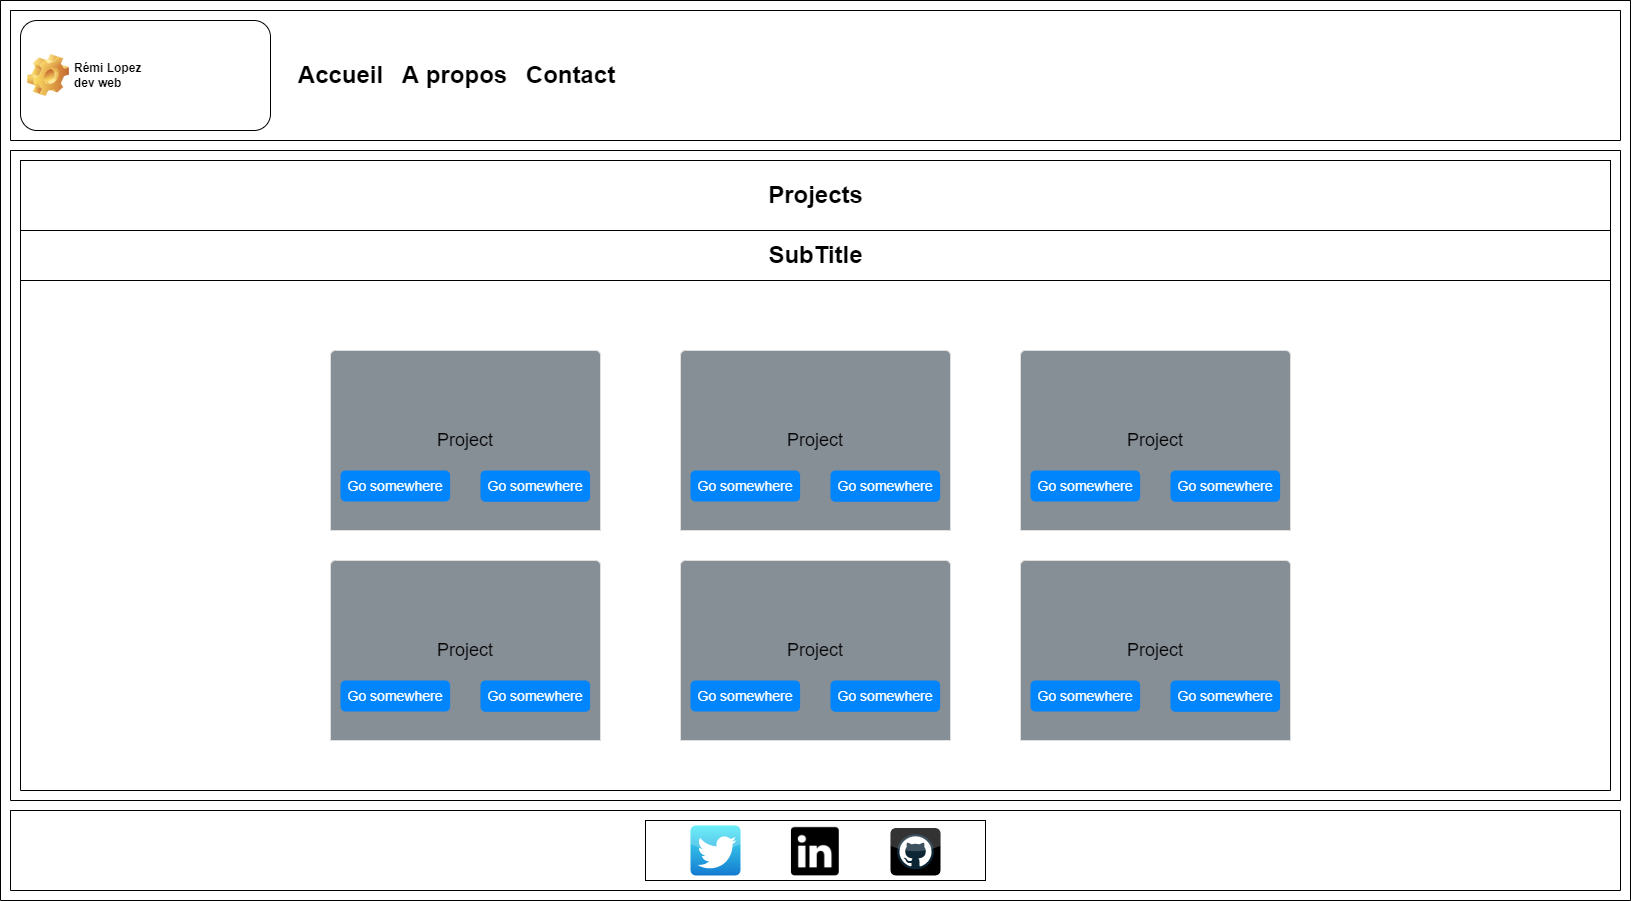 Rémi Lopez
dev web
Accueil A propos Contact
Projects
SubTitle
Project
Go somewhere Go somewhere
Project
Go somewhere Go somewhere
Project
Go somewhere Go somewhere
Project
Go somewhere Go somewhere
Project
Go somewhere Go somewhere
Project
Go somewhere Go somewhere
in